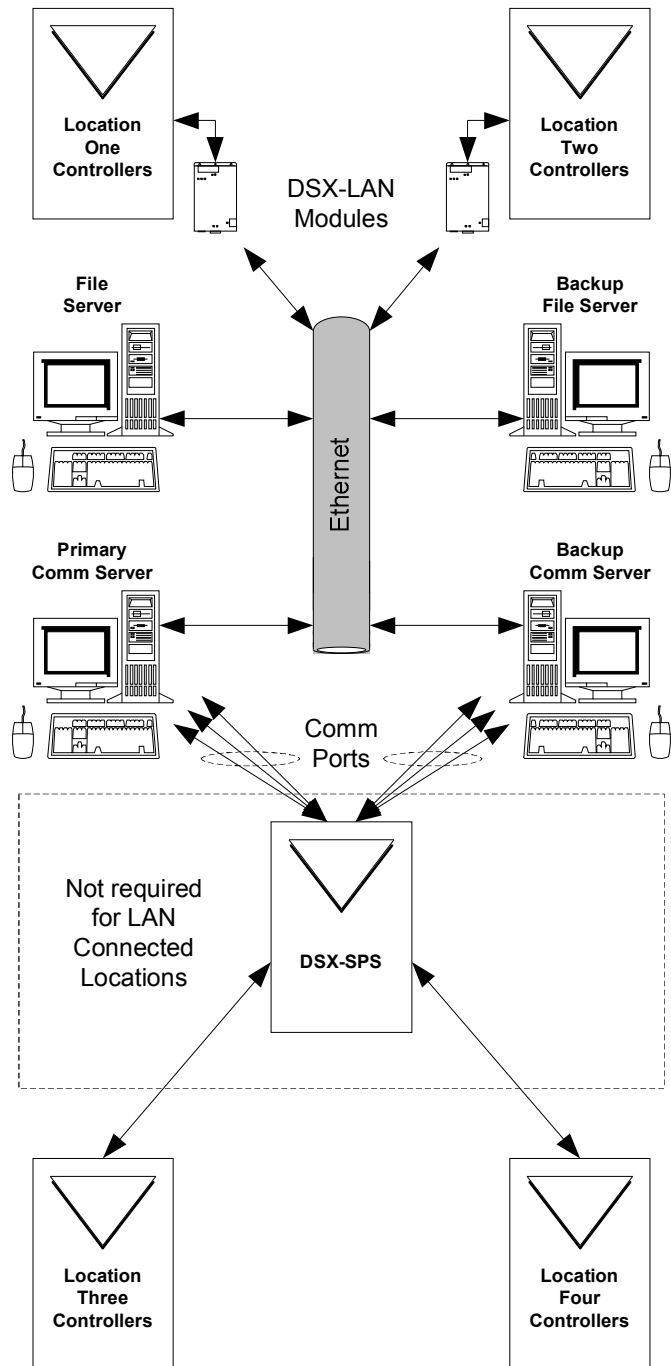 Location
One
Controllers
Location
Two
Controllers
DSX-LAN
Modules
File
Server
Backup
File Server
Ethernet
Primary
Comm Server
Backup
Comm Server
Comm
Ports
Not required
for LAN
Connected
Locations
DSX-SPS
Location
Three
Controllers
Location
Four
Controllers